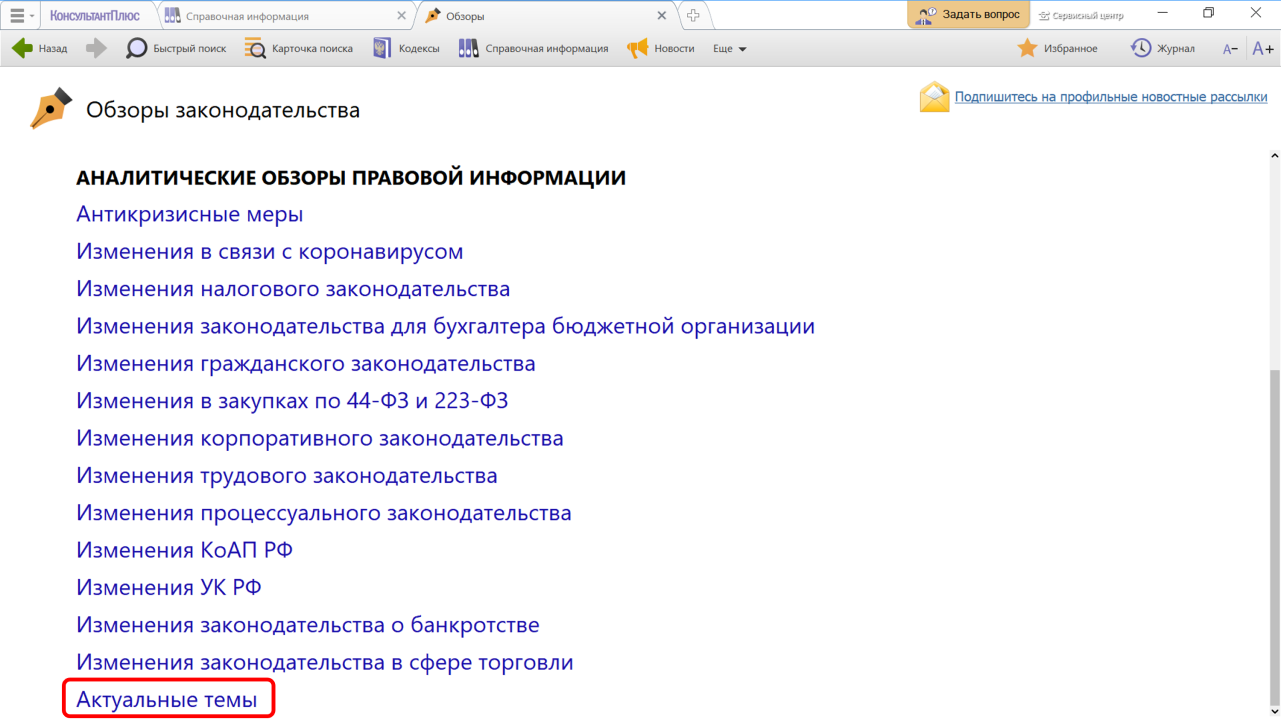 КонсультантПлюс
Справочная информация
Обзоры
Задать вопрос
Сервисный центр
Назад
Быстрый поиск
Карточка поиска
Кодексы
Справочная информация
Новости
Еще
Избранное
Журнал
A−
A+
Обзоры законодательства
Подпишитесь на профильные новостные рассылки
АНАЛИТИЧЕСКИЕ ОБЗОРЫ ПРАВОВОЙ ИНФОРМАЦИИ
Антикризисные меры
Изменения в связи с коронавирусом
Изменения налогового законодательства
Изменения законодательства для бухгалтера бюджетной организации
Изменения гражданского законодательства
Изменения в закупках по 44-ФЗ и 223-ФЗ
Изменения корпоративного законодательства
Изменения трудового законодательства
Изменения процессуального законодательства
Изменения КоАП РФ
Изменения УК РФ
Изменения законодательства о банкротстве
Изменения законодательства в сфере торговли
Актуальные темы